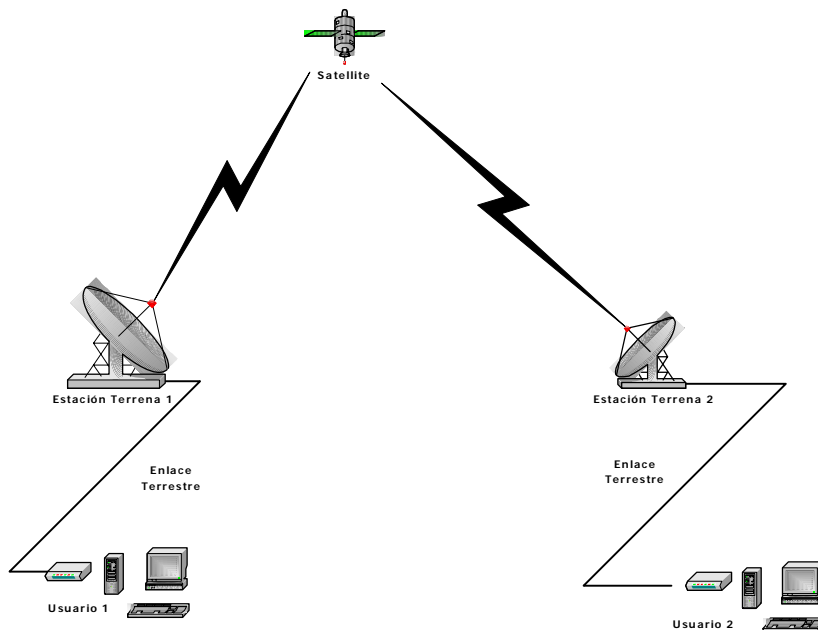 Satellite
Estación Terrena 1
Estación Terrena 2
Enlace
Terrestre
Enlace
Terrestre
Usuario 1
Usuario 2